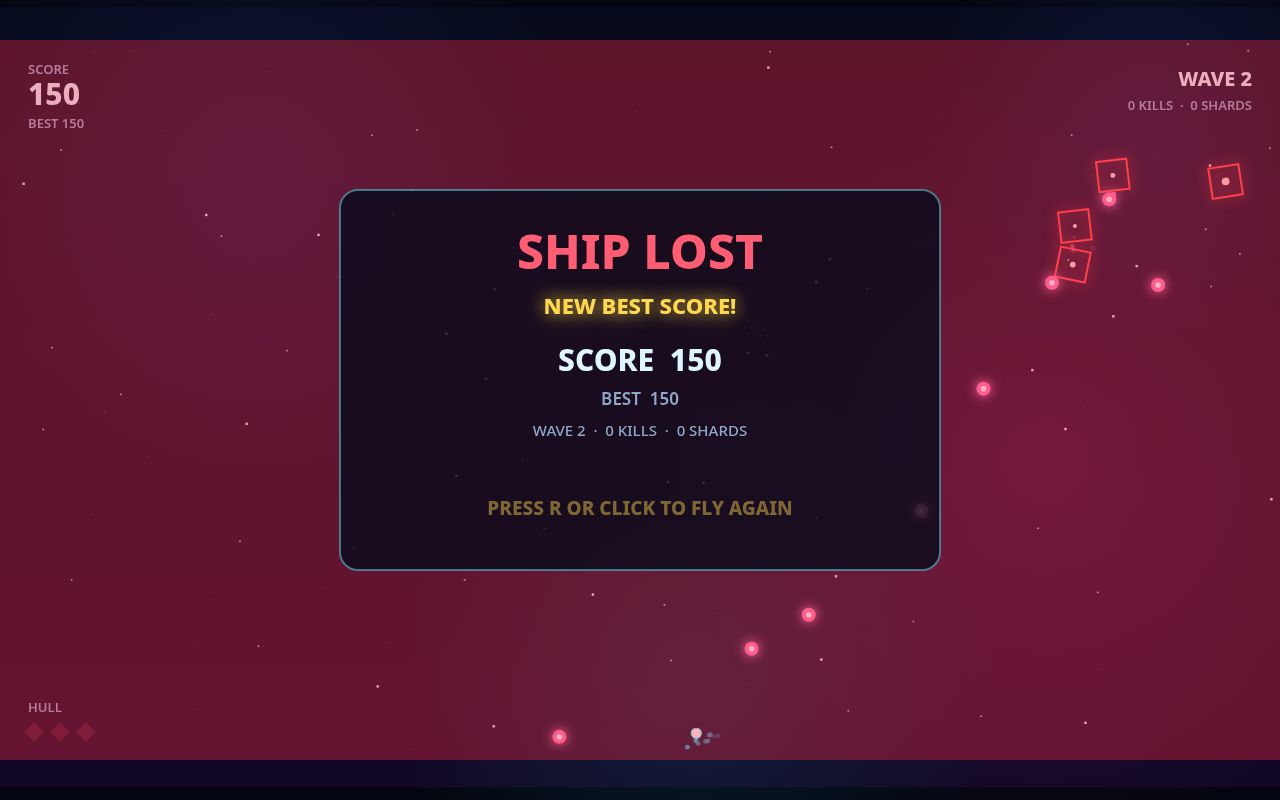 SCORE
150
BEST 150
WAVE 2
0 KILLS · 0 SHARDS
SHIP LOST
NEW BEST SCORE!
SCORE 150
BEST 150
WAVE 2 · 0 KILLS · 0 SHARDS
PRESS R OR CLICK TO FLY AGAIN
HULL